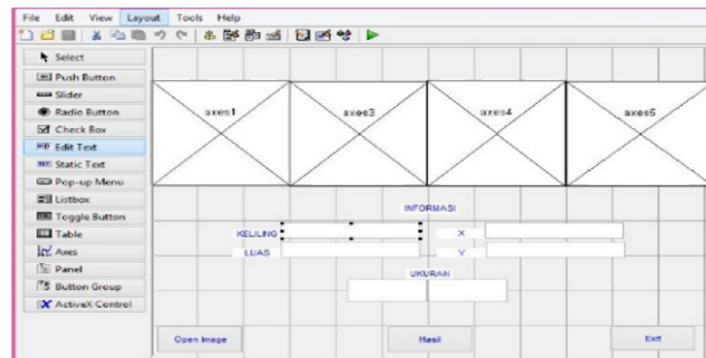 File Edit View Layout Tools Help
Select
Push Button
Slider
Radio Button
Check Box
Edit Text
Static Text
Pop-up Menu
Listbox
Toggle Button
Table
Axes
Panel
Button Group
ActiveX Control
axes1 axes3 axes4 axes5
INFORMASI
KELILING X
LUAS Y
UKURAN
Open Image Hasil Exit